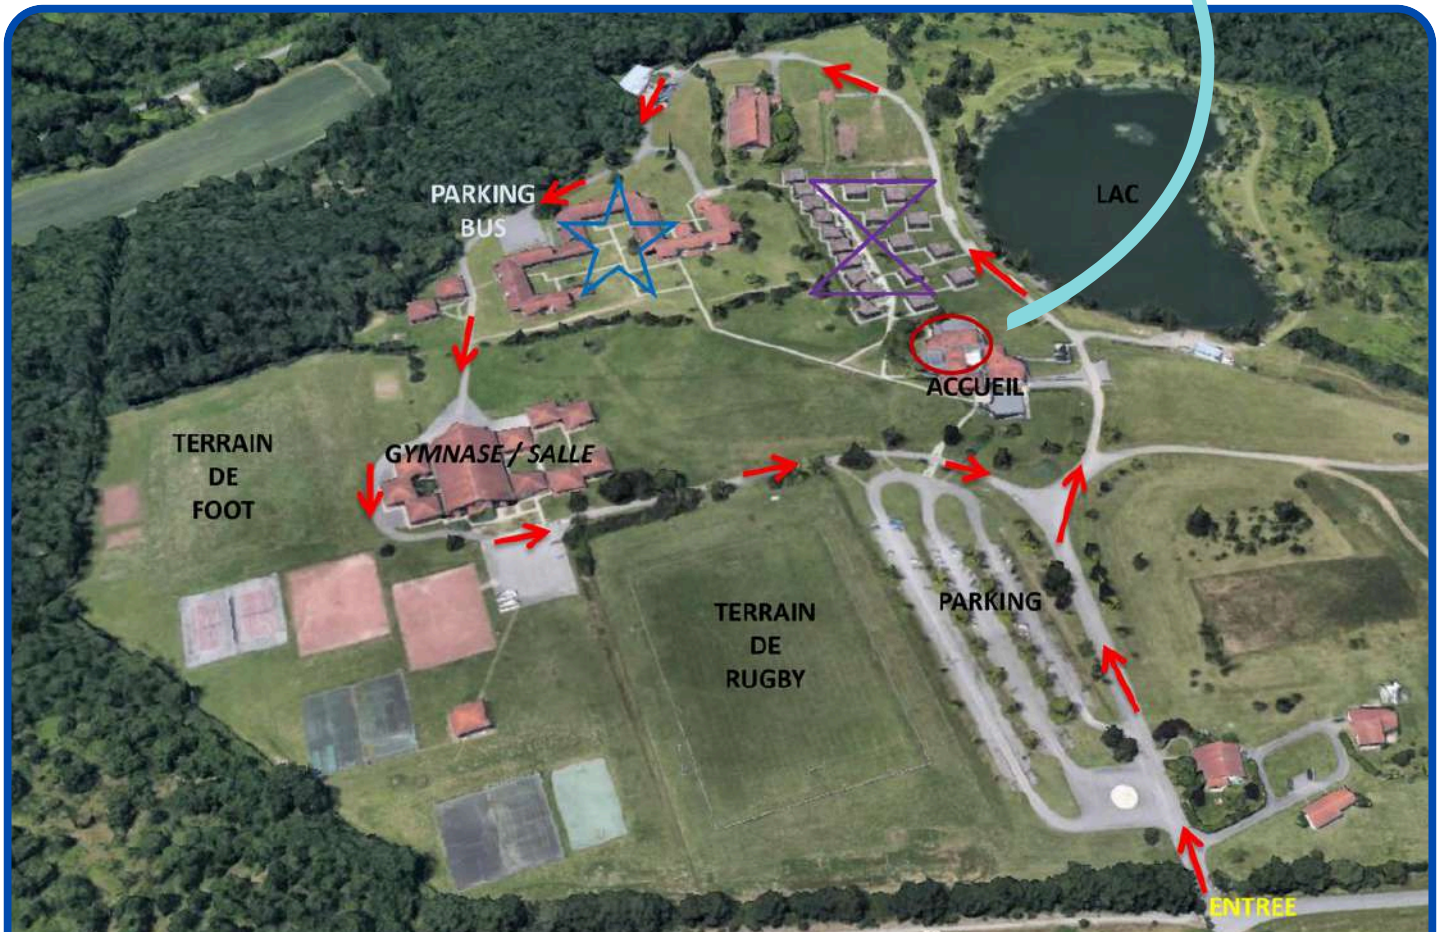 PARKING
BUS
LAC
ACCUEIL
TERRAIN
DE
FOOT
GYMNASE / SALLE
TERRAIN
DE
RUGBY
PARKING
ENTREE